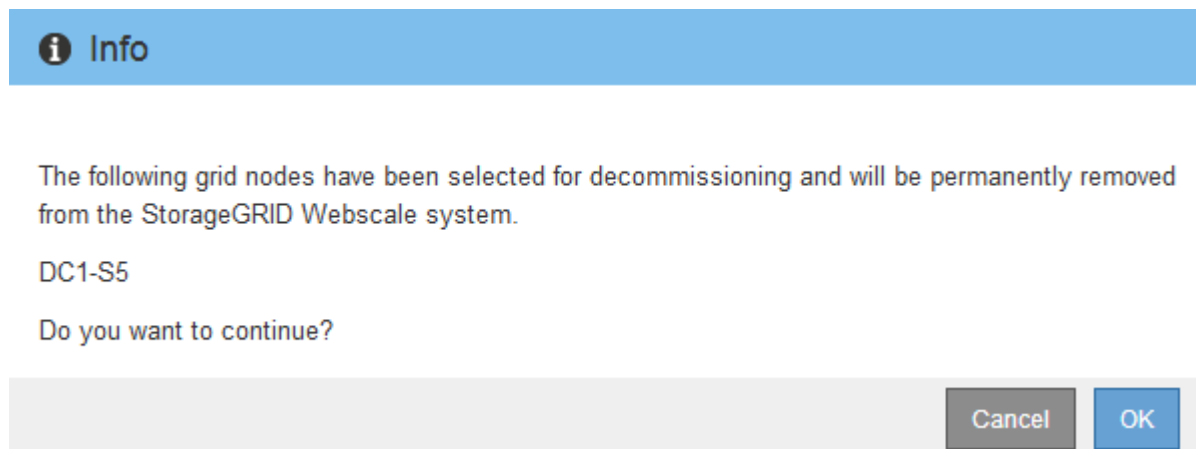 Info
The following grid nodes have been selected for decommissioning and will be permanently removed
from the StorageGRID Webscale system.
DC1-S5
Do you want to continue?
Cancel OK